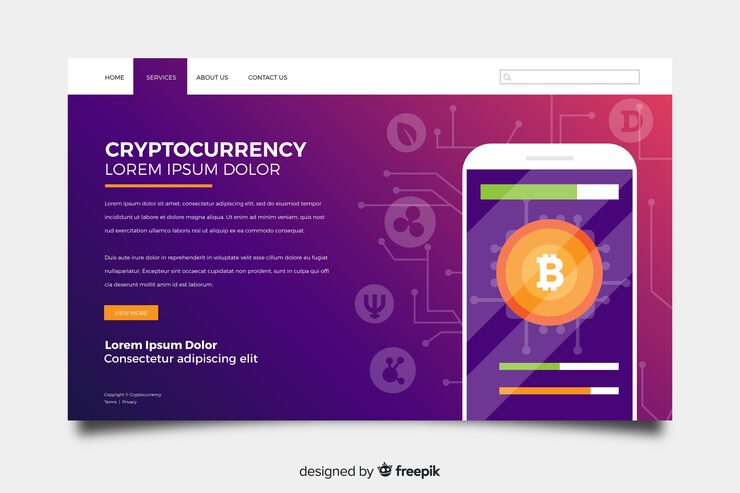 HOME
SERVICES
ABOUT US
CONTACT US
CRYPTOCURRENCY
LOREM IPSUM DOLOR
Lorem ipsum dolor sit amet, consectetur adipiscing elit, sed do eiusmod tempor
incididunt ut labore et dolore magna aliqua. Ut enim ad minim veniam, quis
nostrud exercitation ullamco laboris nisi ut aliquip ex ea commodo consequat.
Duis aute irure dolor in reprehenderit in voluptate velit esse cillum dolore eu fugiat
nullapariatur. Excepteur sint occaecat cupidatat non proident, sunt in culpa qui offi
cia deserunt mollit anim id est laborum.
VIEW MORE
Lorem Ipsum Dolor
Consectetur adipiscing elit
Copyright © Cryptocurrency
Terms | Privacy
designed by freepik